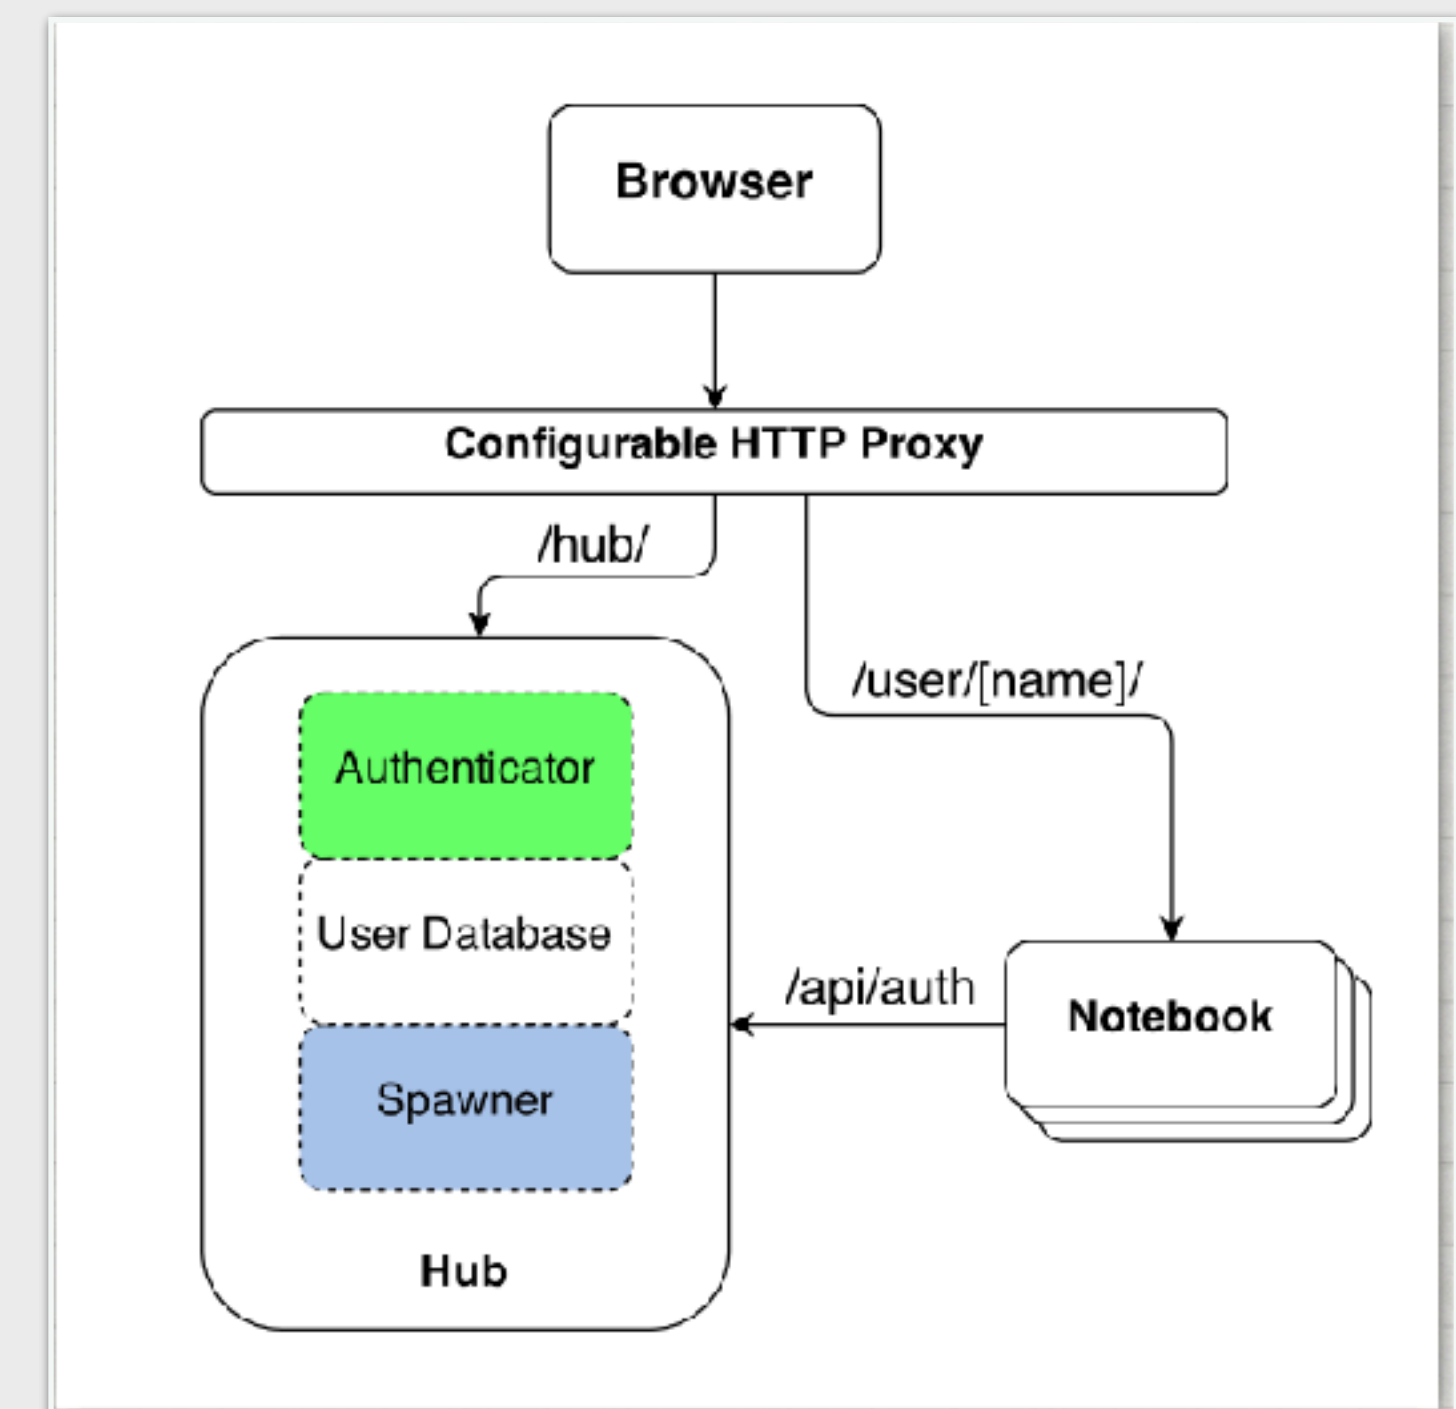 Browser
Configurable HTTP Proxy
/hub/
/user/[name]/
Authenticator
User Database
/api/auth
Notebook
Spawner
Hub